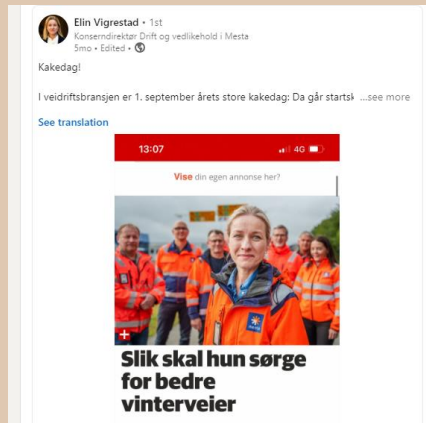 Elin Vigrestad • 1st
Konserndirektør Drift og vedlikehold i Mesta
5mo • Edited •
Kakedag!
I veidriftsbransjen er 1. september årets store kakedag: Da går startsk ...see more
See translation
13:07
4G
Vise din egen annonse her?
Slik skal hun sørge
for bedre
vinterveier